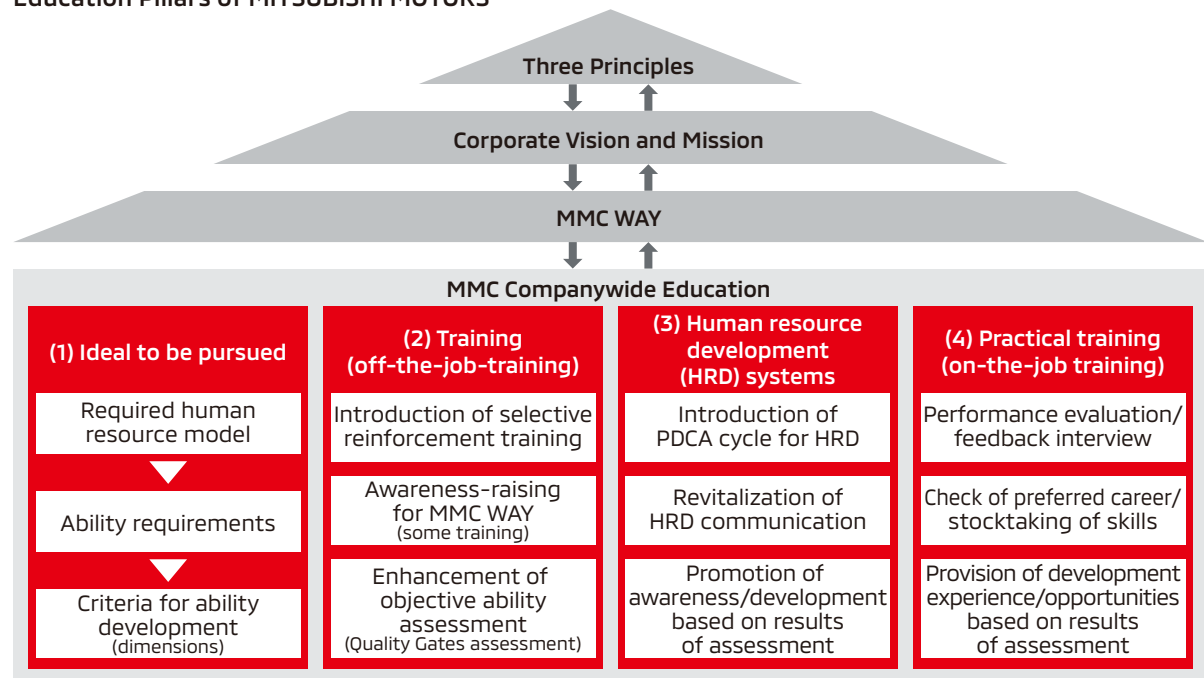 Education Pillars of MITSUBISHI MOTORS
Three Principles
Corporate Vision and Mission
MMC WAY
MMC Companywide Education
(1) Ideal to be pursued
Required human
resource model
Ability requirements
Criteria for ability
development
(dimensions)
(2) Training
(off-the-job-training)
Introduction of selective
reinforcement training
Awareness-raising
for MMC WAY
(some training)
Enhancement of
objective ability
assessment
(Quality Gates assessment)
(3) Human resource
development
(HRD) systems
Introduction of
PDCA cycle for HRD
Revitalization of
HRD communication
Promotion of
awareness/development
based on results
of assessment
(4) Practical training
(on-the-job training)
Performance evaluation/
feedback interview
Check of preferred career/
stocktaking of skills
Provision of development
experience/opportunities
based on results
of assessment